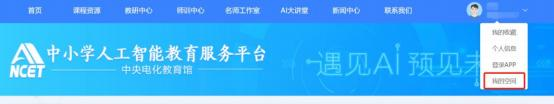 首页 课程资源 教研中心 师训中心 名师工作室 AI大讲堂 新闻中心 联系我们
我的收藏
个人信息
登录APP
我的空间
NCET
中小学人工智能教育服务平台
中央电化教育馆
遇见AI 预见未